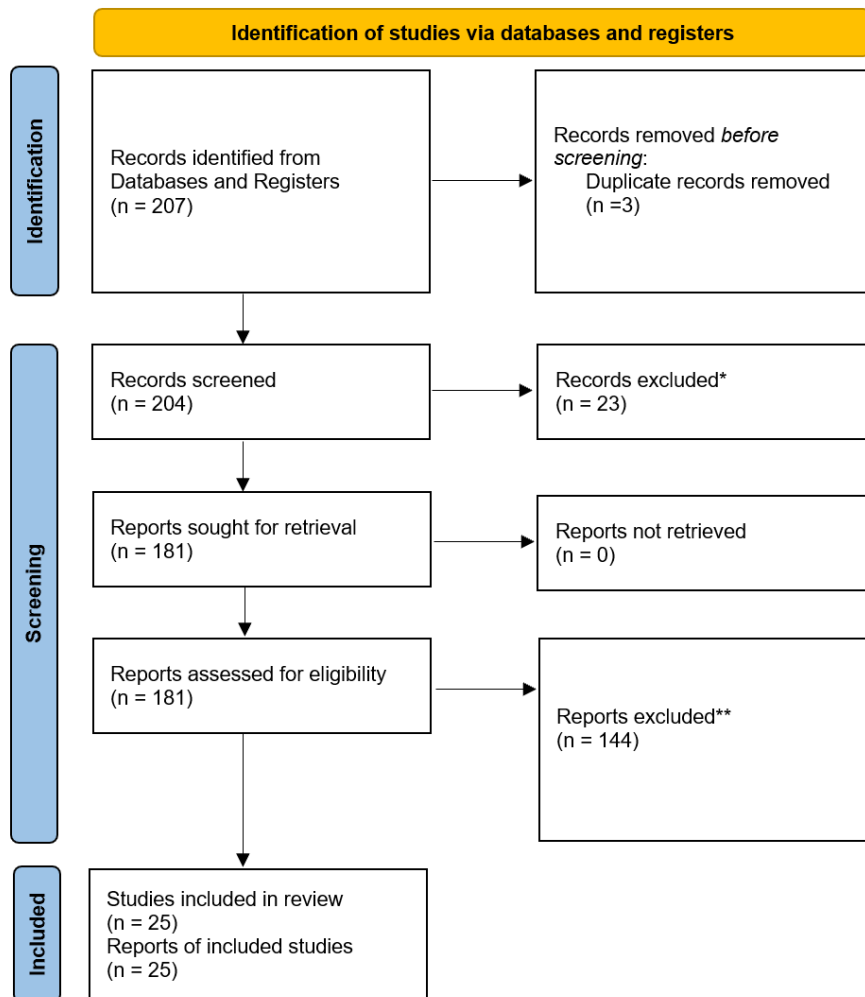 Identification of studies via databases and registers
Identification
Records identified from
Databases and Registers
(n = 207)
Records removed before
screening:
Duplicate records removed
(n =3)
Screening
Records screened
(n = 204)
Records excluded*
(n = 23)
Reports sought for retrieval
(n = 181)
Reports not retrieved
(n = 0)
Reports assessed for eligibility
(n = 181)
Reports excluded**
(n = 144)
Included
Studies included in review
(n = 25)
Reports of included studies
(n = 25)